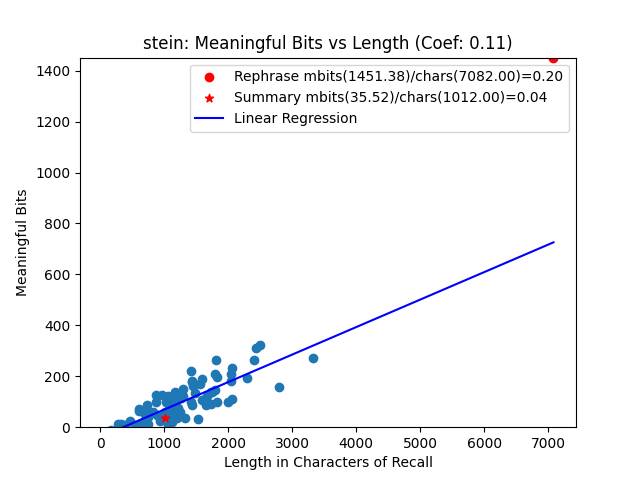 stein: Meaningful Bits vs Length (Coef: 0.11)
Rephrase mbits(1451.38)/chars(7082.00)=0.20
Summary mbits(35.52)/chars(1012.00)=0.04
Linear Regression
Meaningful Bits
1400
1200
1000
800
600
400
200
0
0 1000 2000 3000 4000 5000 6000 7000
Length in Characters of Recall